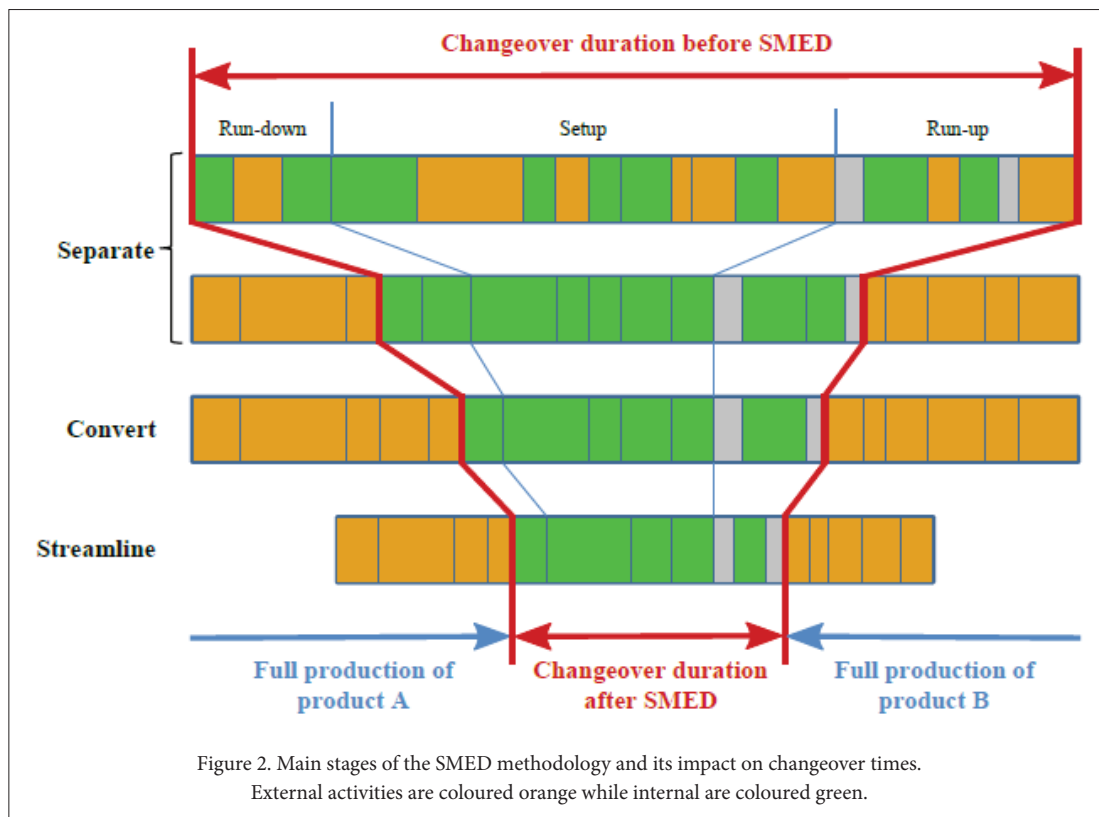 Changeover duration before SMED
Run-down
Setup
Run-up
Separate
Convert
Streamline
Full production of
product A
Changeover duration
after SMED
Full production of
product B
Figure 2. Main stages of the SMED methodology and its impact on changeover times.
External activities are coloured orange while internal are coloured green.